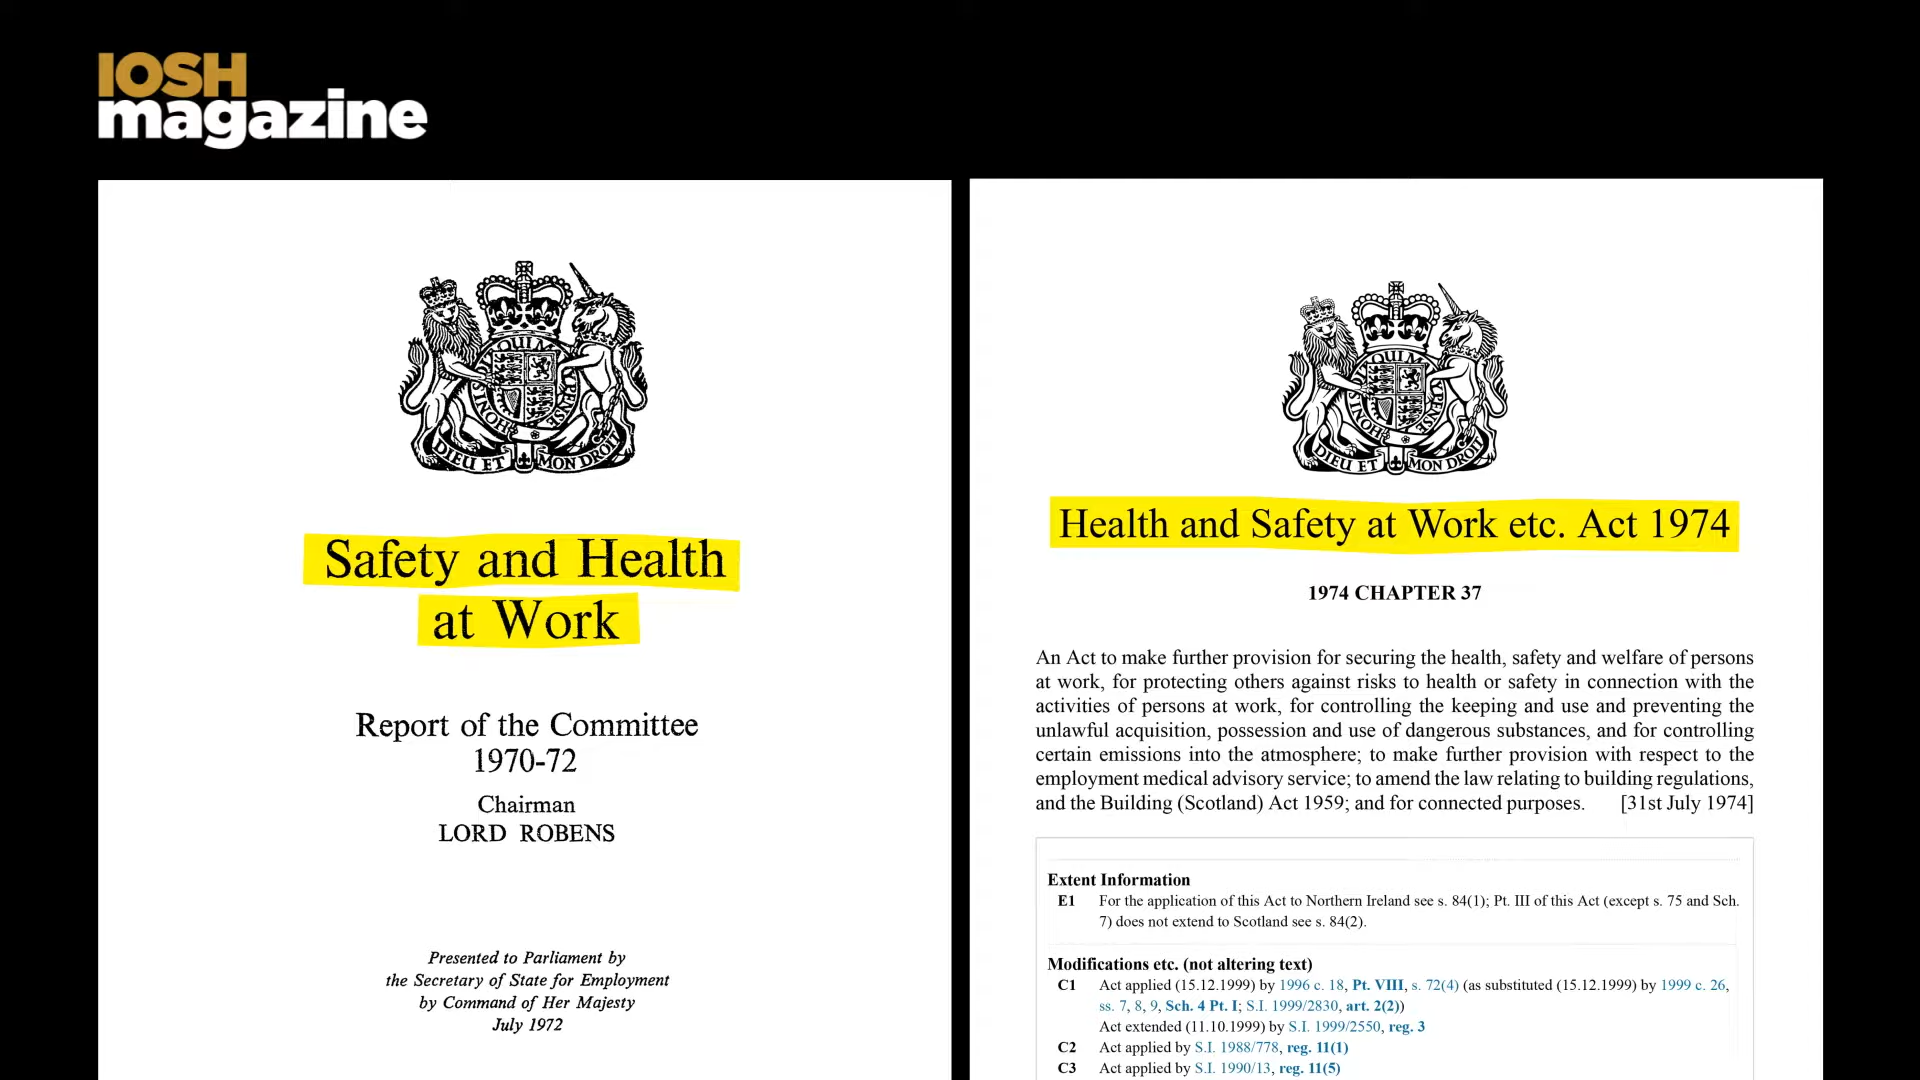 IOSH
magazine
QUI M
HONI S
PENSE
DIEU ET MON DROIT
Safety and Health
at Work
Report of the Committee
1970-72
Chairman
LORD ROBENS
Presented to Parliament by
the Secretary of State for Employment
by Command of Her Majesty
July 1972
QUI M
HONI S
PENSE
DIEU ET MON DROIT
Health and Safety at Work etc. Act 1974
1974 CHAPTER 37
An Act to make further provision for securing the health, safety and welfare of persons
at work, for protecting others against risks to health or safety in connection with the
activities of persons at work, for controlling the keeping and use and preventing the
unlawful acquisition, possession and use of dangerous substances, and for controlling
certain emissions into the atmosphere; to make further provision with respect to the
employment medical advisory service; to amend the law relating to building regulations,
and the Building (Scotland) Act 1959; and for connected purposes. [31st July 1974]
Extent Information
E1 For the application of this Act to Northern Ireland see s. 84(1); Pt. III of this Act (except s. 75 and Sch.
7) does not extend to Scotland see s. 84(2).
Modifications etc. (not altering text)
C1 Act applied (15.12.1999) by 1996 c. 18, Pt. VIII, s. 72(4) (as substituted (15.12.1999) by 1999 c. 26,
ss. 7, 8, 9, Sch. 4 Pt. I; S.I. 1999/2830, art. 2(2))
Act extended (11.10.1999) by S.I. 1999/2550, reg. 3
C2 Act applied by S.I. 1988/778, reg. 11(1)
C3 Act applied by S.I. 1990/13, reg. 11(5)